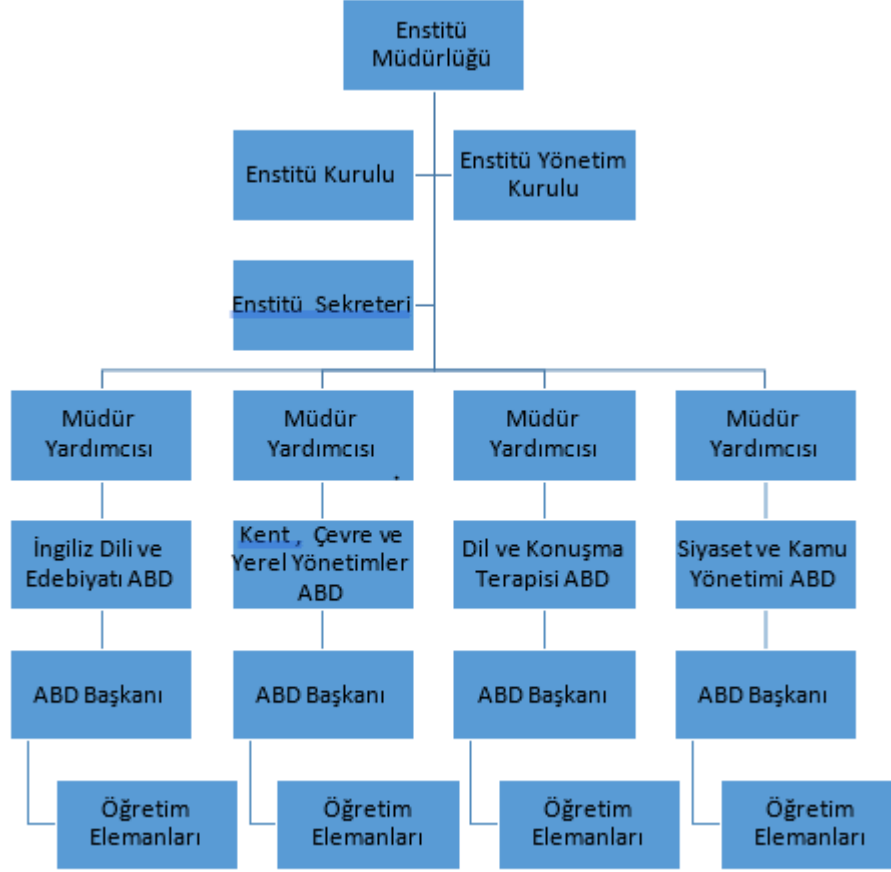 Enstitü
Müdürlüğü
Enstitü Kurulu
Enstitü Yönetim
Kurulu
Enstitü Sekreteri
Müdür
Yardımcısı
Müdür
Yardımcısı
Müdür
Yardımcısı
Müdür
Yardımcısı
İngiliz Dili ve
Edebiyatı ABD
Kent , Çevre ve
Yerel Yönetimler
ABD
Dil ve Konuşma
Terapisi ABD
Siyaset ve Kamu
Yönetimi ABD
ABD Başkanı
ABD Başkanı
ABD Başkanı
ABD Başkanı
Öğretim
Elemanları
Öğretim
Elemanları
Öğretim
Elemanları
Öğretim
Elemanları